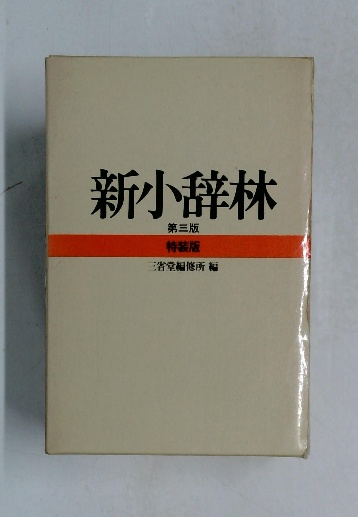 新小辞林
第三版
特装版
三省堂編修所 編